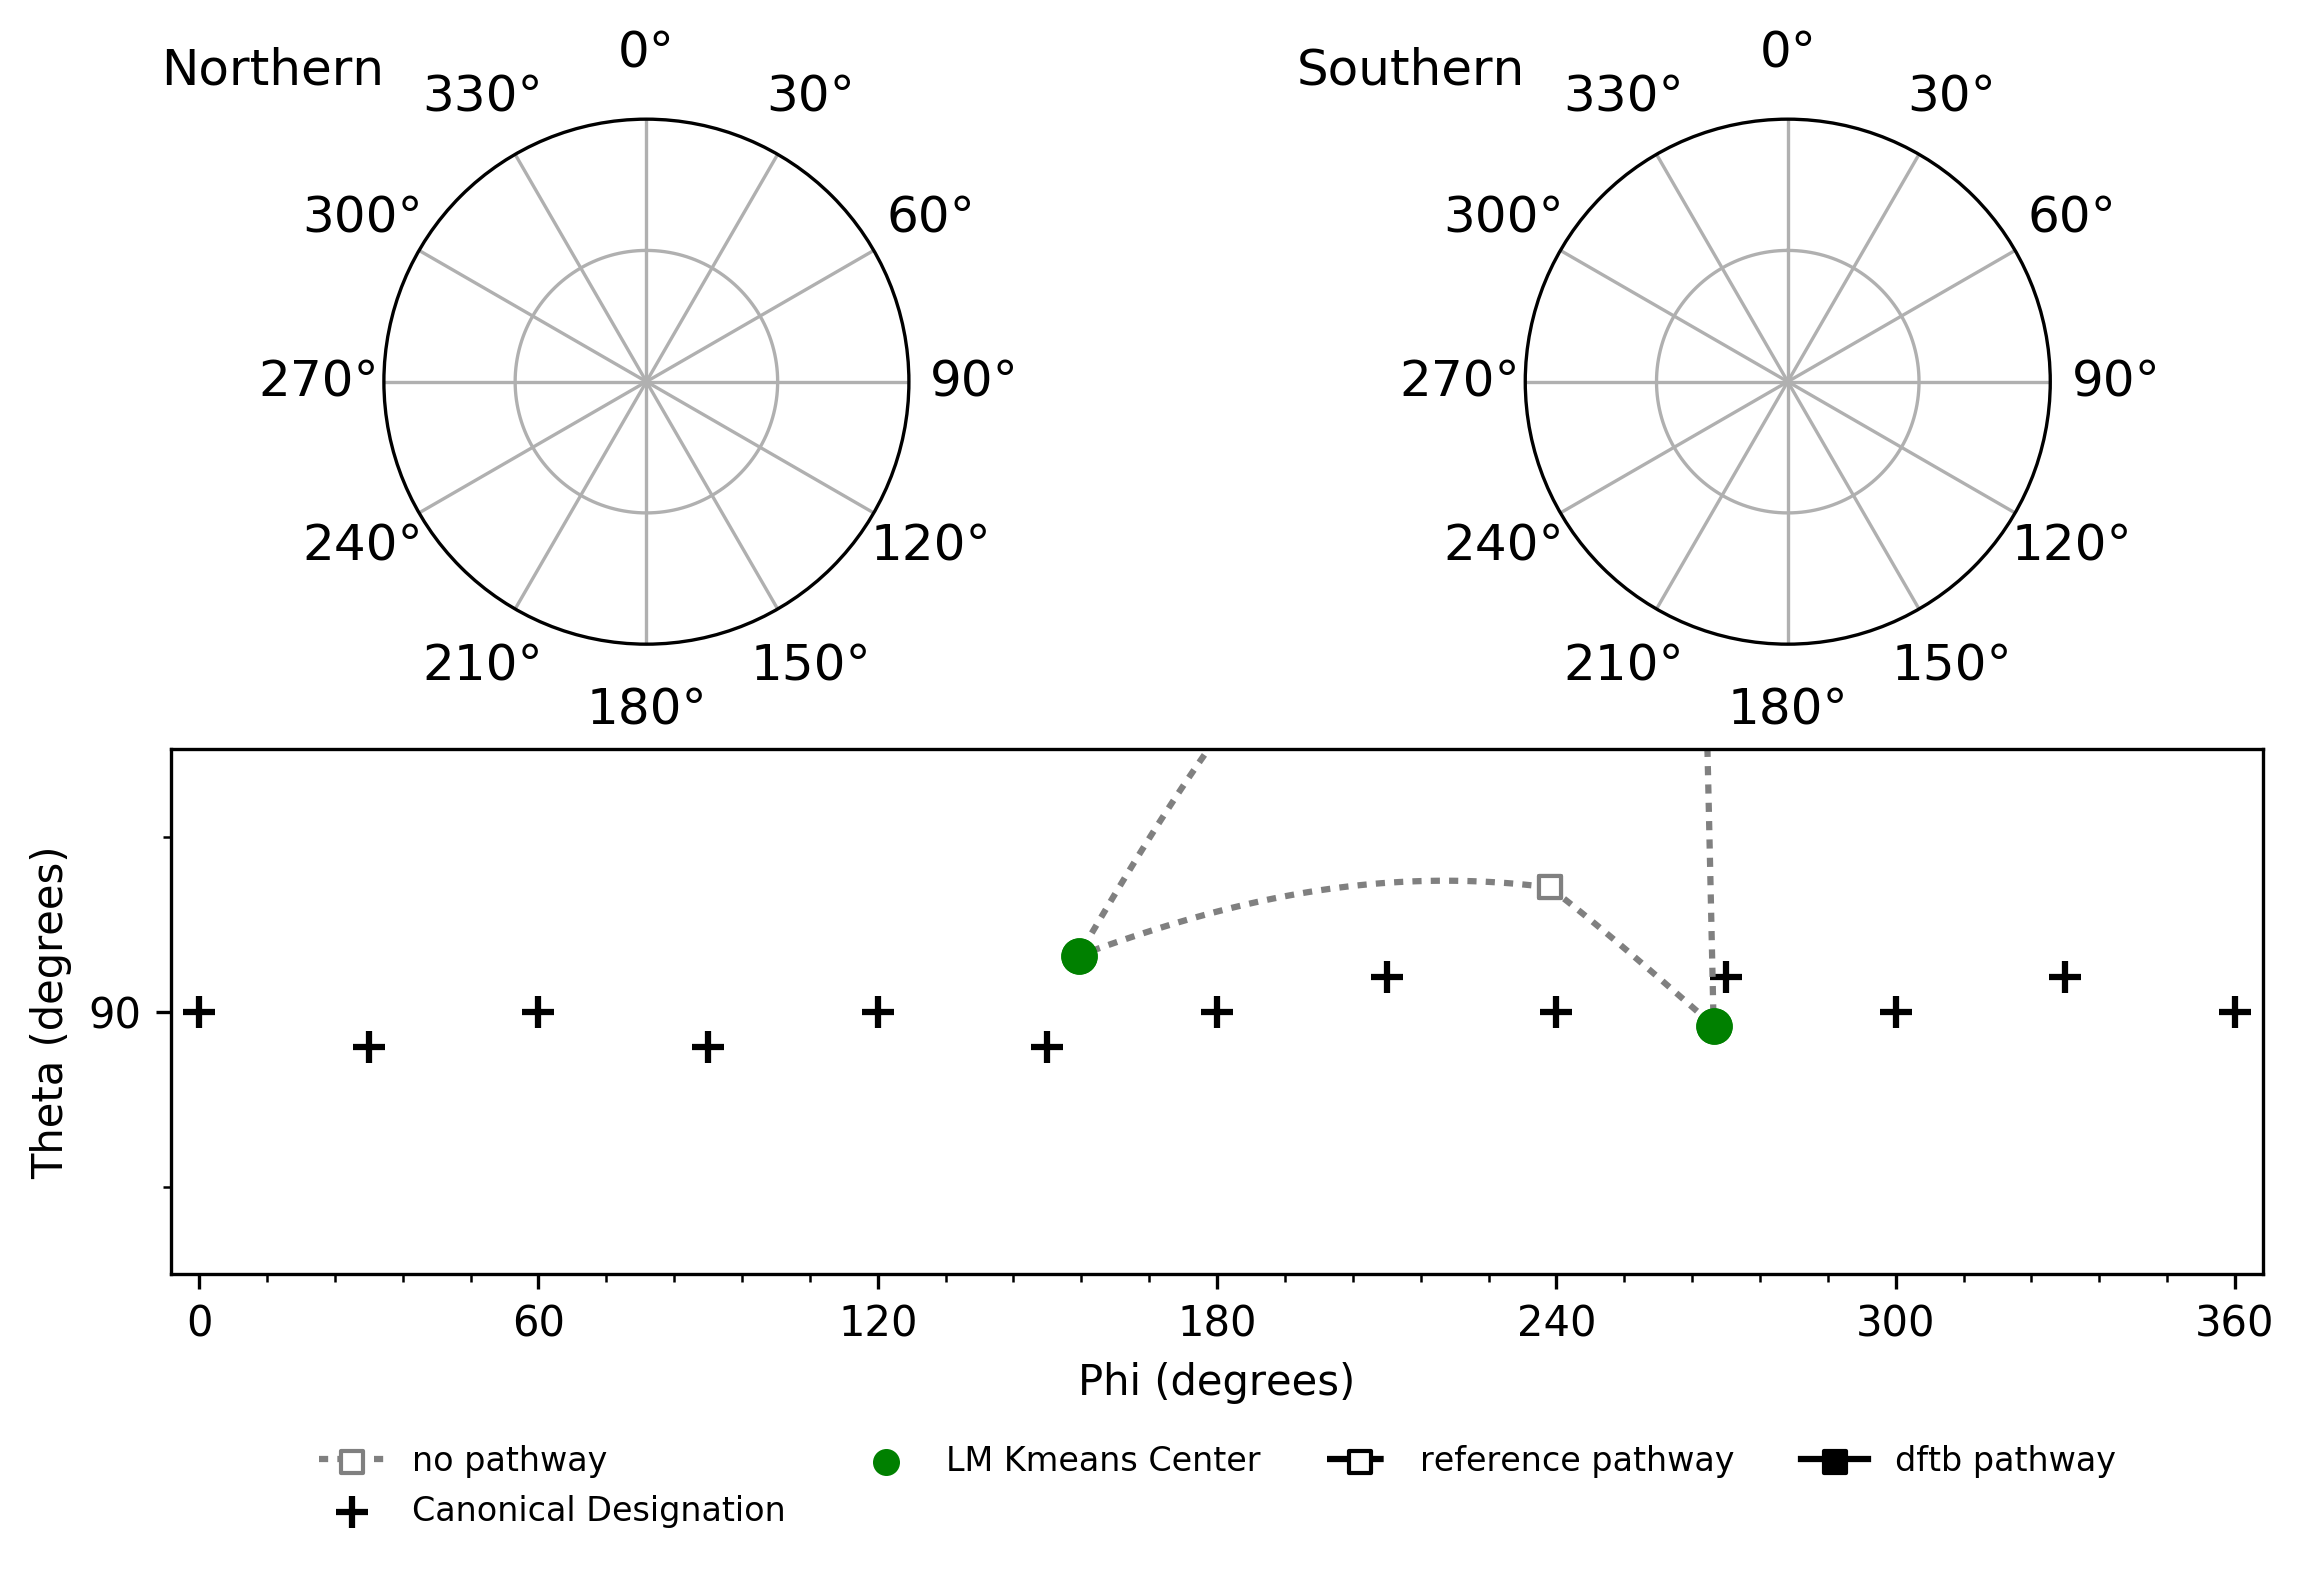 Northern
0°
330°
30°
300°
60°
270°
90°
240°
120°
210°
150°
180°
Southern
0°
330°
30°
300°
60°
270°
90°
240°
120°
210°
150°
180°
Theta (degrees)
90
0 60 120 180 240 300 360
Phi (degrees)
no pathway
Canonical Designation
LM Kmeans Center
reference pathway
dftb pathway